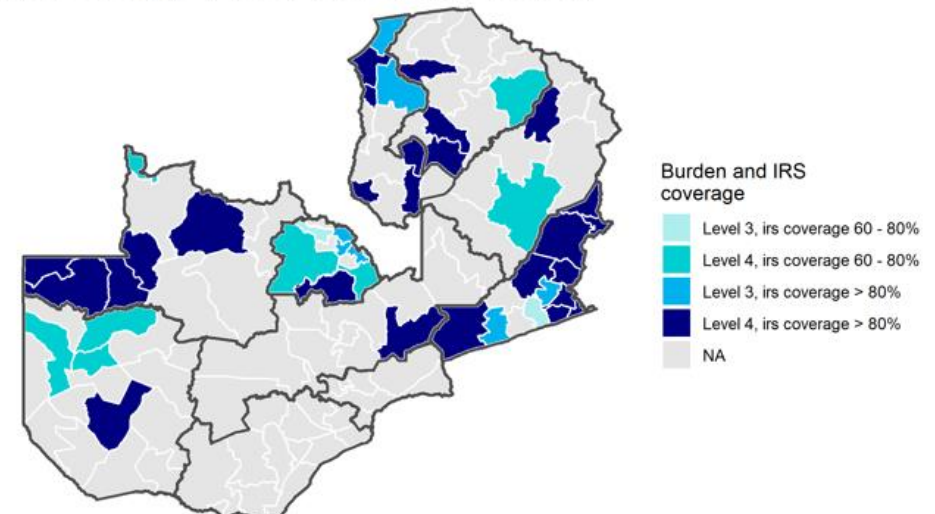 Burden and IRS
coverage
Level 3, irs coverage 60 - 80%
Level 4, irs coverage 60 - 80%
Level 3, irs coverage > 80%
Level 4, irs coverage > 80%
NA